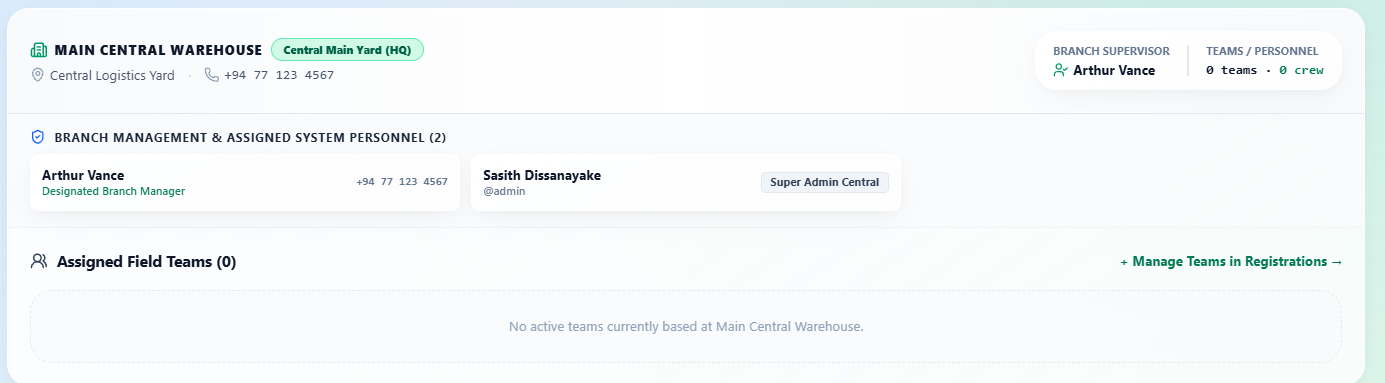 MAIN CENTRAL WAREHOUSE Central Main Yard (HQ)
Central Logistics Yard · +94 77 123 4567
BRANCH SUPERVISOR
Arthur Vance
TEAMS / PERSONNEL
0 teams · 0 crew
BRANCH MANAGEMENT & ASSIGNED SYSTEM PERSONNEL (2)
Arthur Vance
Designated Branch Manager
+94 77 123 4567
Sasith Dissanayake
@admin
Super Admin Central
Assigned Field Teams (0)
+ Manage Teams in Registrations →
No active teams currently based at Main Central Warehouse.